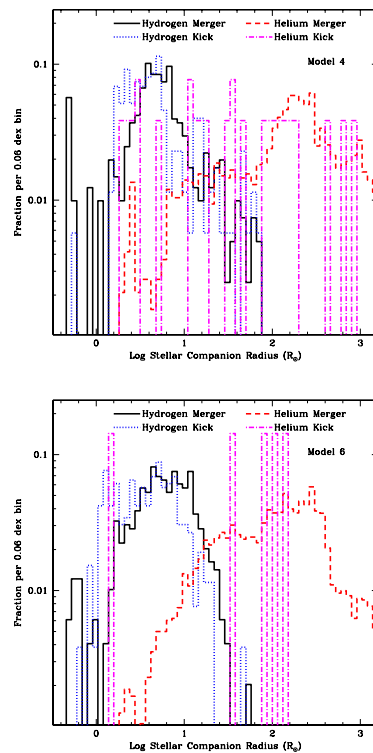 Hydrogen Merger Helium Merger
Hydrogen Kick Helium Kick
Model 4
0.1
0.01
Fraction per 0.06 dex bin
0 1 2 3
Log Stellar Companion Radius (R⊙)
Hydrogen Merger Helium Merger
Hydrogen Kick Helium Kick
Model 6
0.1
0.01
Fraction per 0.06 dex bin
0 1 2 3
Log Stellar Companion Radius (R⊙)